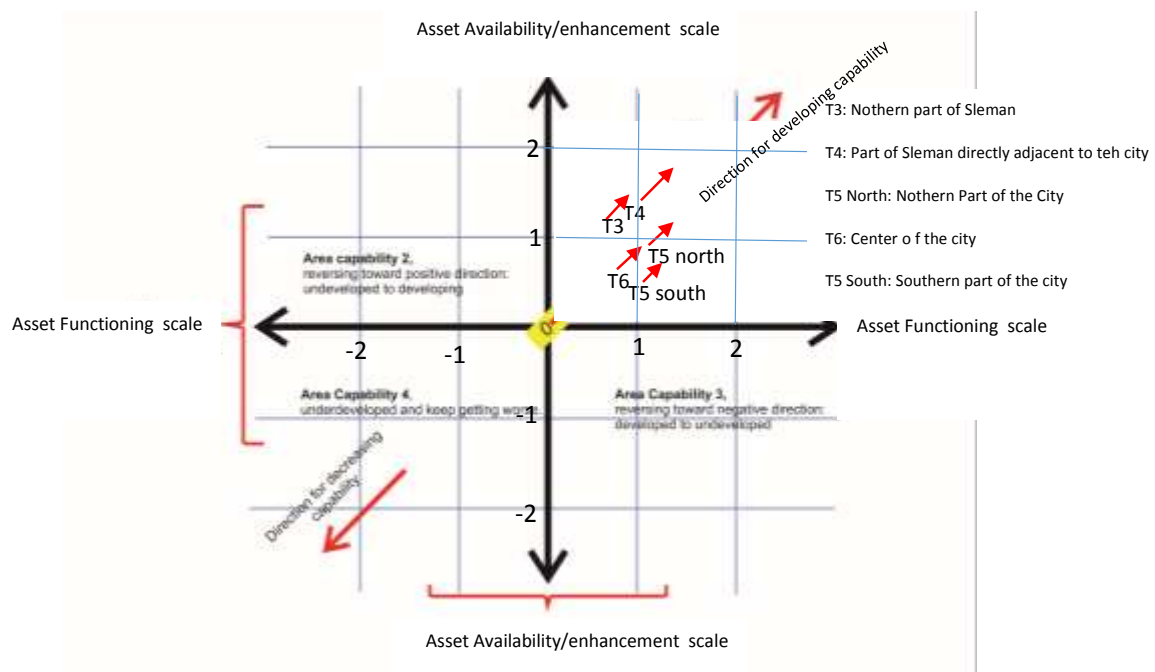 Asset Availability/enhancement scale
Direction for developing capability
T3: Nothern part of Sleman
T4: Part of Sleman directly adjacent to teh city
T5 North: Nothern Part of the City
T6: Center o f the city
T5 South: Southern part of the city
2
1
T3
T4
T5 north
T6
T5 south
Area capability 2,
reversing toward positive direction:
undeveloped to developing
Asset Functioning scale
Asset Functioning scale
0
-2
-1
1
2
Area Capability 4,
underdeveloped and keep getting worse
Area Capability 3,
reversing toward negative direction:
developed to undeveloped
-1
Direction for decreasing
capability
-2
Asset Availability/enhancement scale